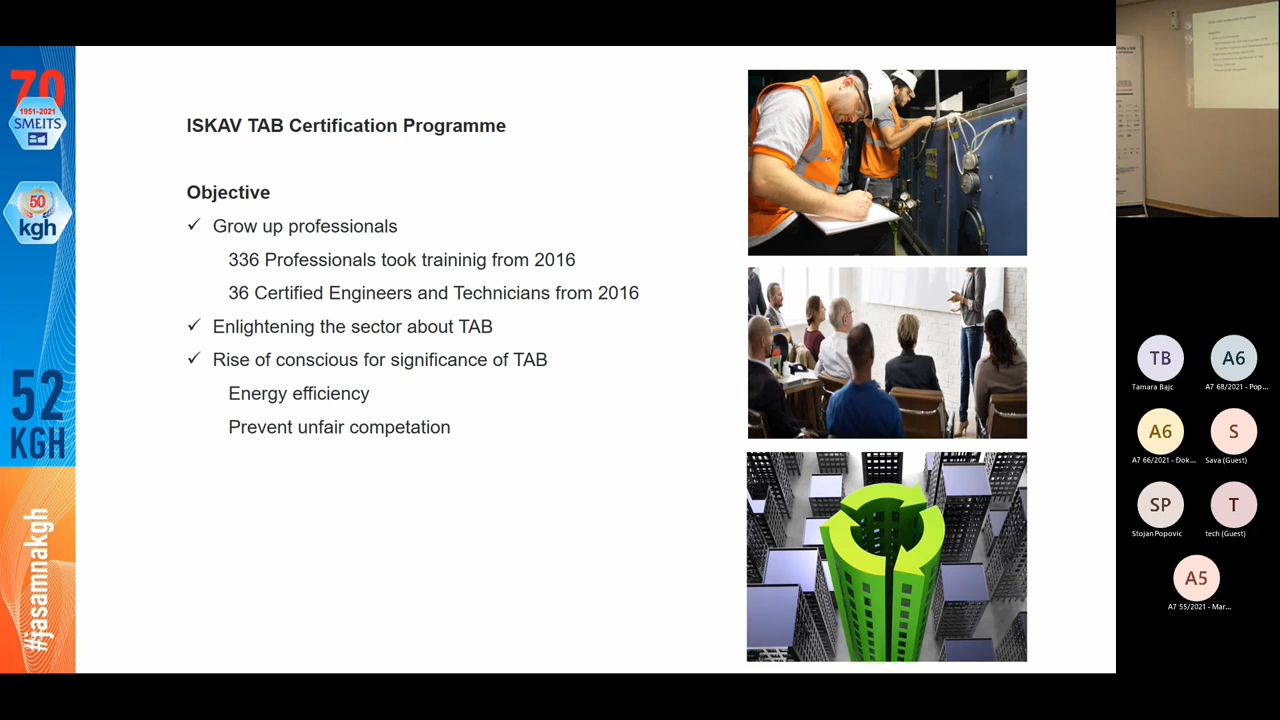 70
1951-2021
SMEITS
50
kgh
52
KGH
#jasamnakgh
ISKAV TAB Certification Programme
Objective
✓ Grow up professionals
336 Professionals took traininig from 2016
36 Certified Engineers and Technicians from 2016
✓ Enlightening the sector about TAB
✓ Rise of conscious for significance of TAB
Energy efficiency
Prevent unfair competation
TB
Tamara Bajc
A6
A7 68/2021 - Pop...
A6
A7 66/2021 - Đok...
S
Sava (Guest)
SP
Stojan Popovic
T
tech (Guest)
A5
A7 55/2021 - Mar...